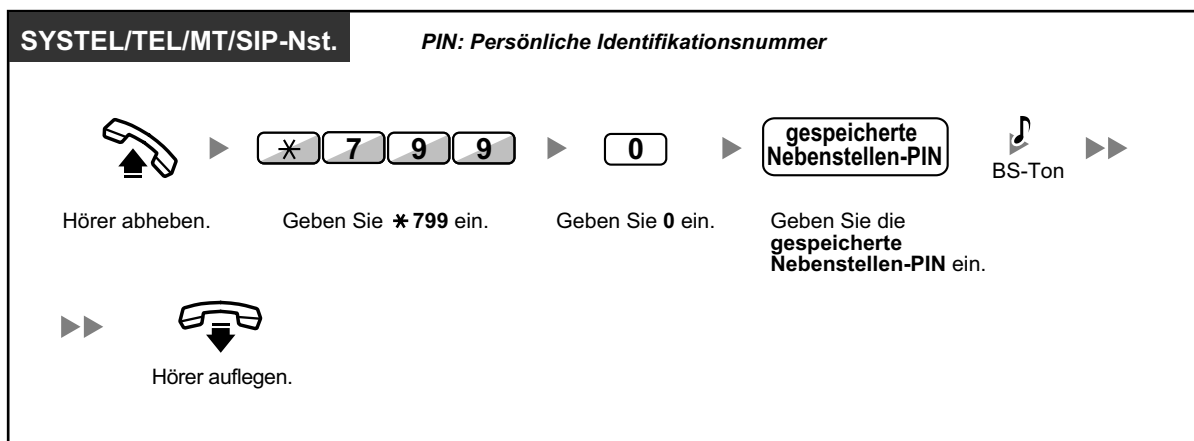 SYSTEL/TEL/MT/SIP-Nst. PIN: Persönliche Identifikationsnummer
✳ 7 9 9 0 gespeicherte Nebenstellen-PIN
BS-Ton
Hörer abheben. Geben Sie ✳799 ein. Geben Sie 0 ein. Geben Sie die
gespeicherte
Nebenstellen-PIN ein.
Hörer auflegen.